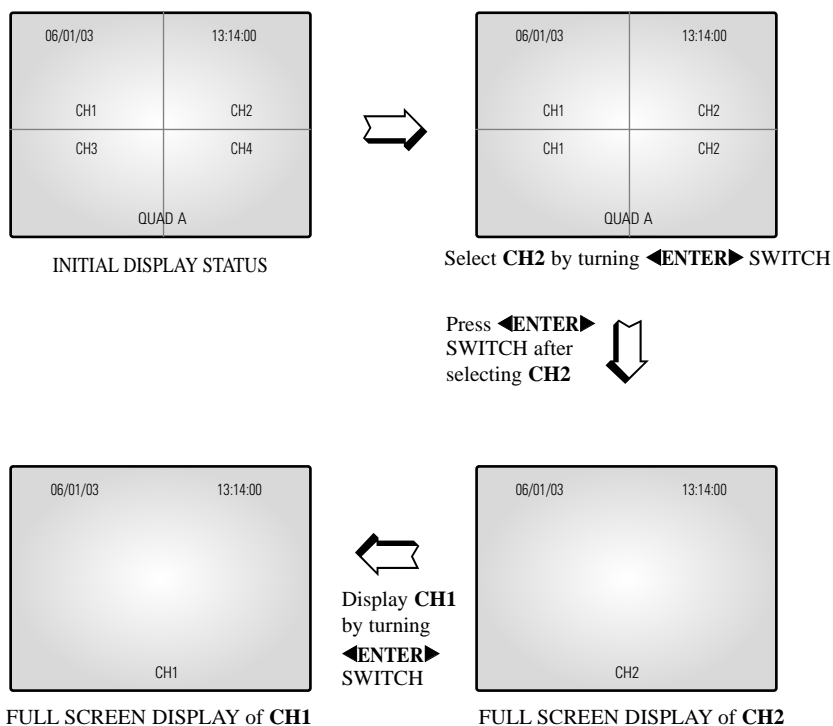 06/01/03 13:14:00
CH1 CH2
CH3 CH4
QUAD A
INITIAL DISPLAY STATUS
06/01/03 13:14:00
CH1 CH2
CH1 CH2
QUAD A
Select CH2 by turning ◀ENTER▶ SWITCH
Press ◀ENTER▶
SWITCH after
selecting CH2
06/01/03 13:14:00
CH2
FULL SCREEN DISPLAY of CH2
Display CH1
by turning
◀ENTER▶
SWITCH
06/01/03 13:14:00
CH1
FULL SCREEN DISPLAY of CH1